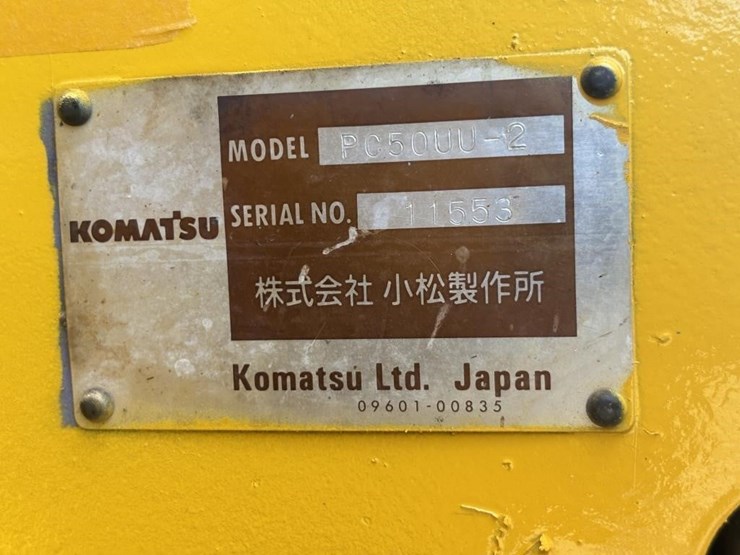 MODEL PC50UU-2
KOMATSU
SERIAL NO. 11553
株式会社 小松製作所
Komatsu Ltd. Japan
09601-00835